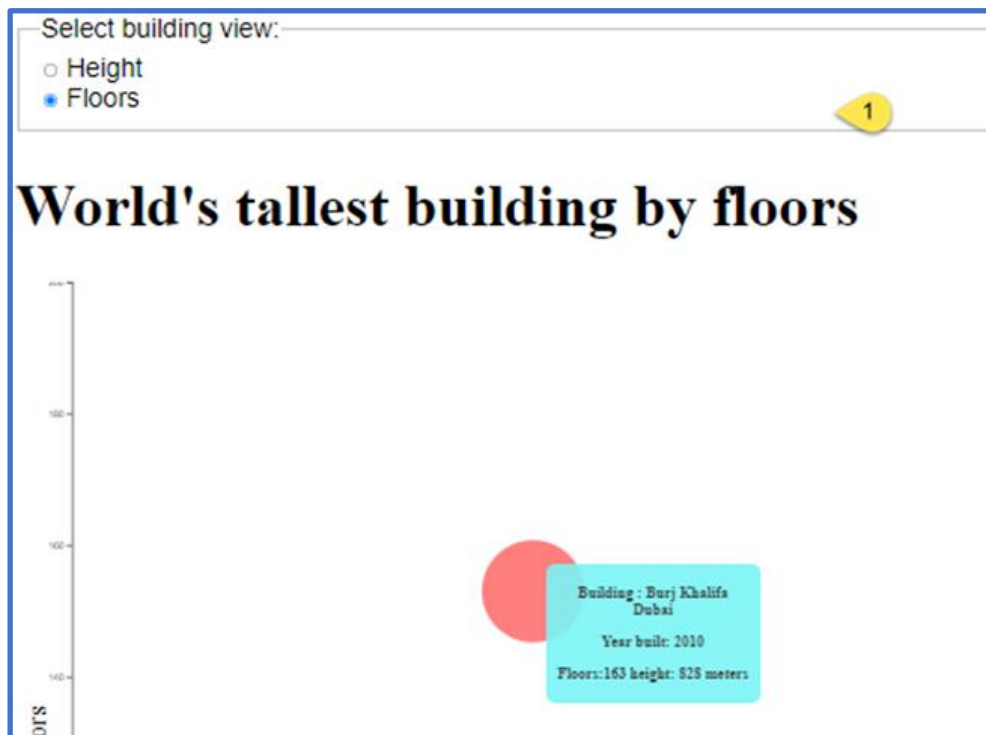 Select building view:
Height
Floors
1
World's tallest building by floors
200
180
160
Building : Burj Khalifa
Dubai
Year built: 2010
Floors:163 height: 828 meters
140